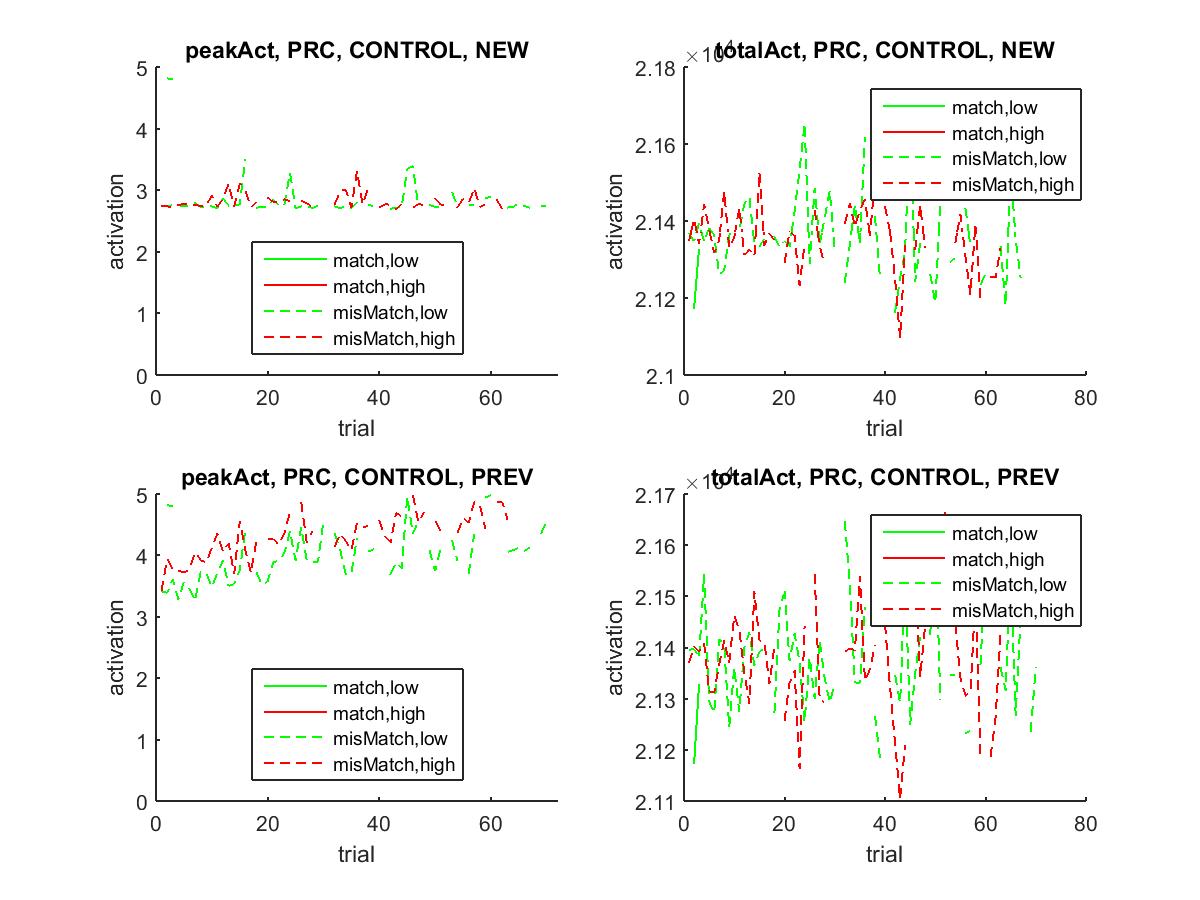 peakAct, PRC, CONTROL, NEW
5
4
3
2
1
0
activation
0 20 40 60
trial
match,low
match,high
misMatch,low
misMatch,high
totalAct, PRC, CONTROL, NEW
×10⁴
2.18
2.16
2.14
2.12
2.1
activation
0 20 40 60 80
trial
match,low
match,high
misMatch,low
misMatch,high
peakAct, PRC, CONTROL, PREV
5
4
3
2
1
0
activation
0 20 40 60
trial
match,low
match,high
misMatch,low
misMatch,high
totalAct, PRC, CONTROL, PREV
×10⁴
2.17
2.16
2.15
2.14
2.13
2.12
2.11
activation
0 20 40 60 80
trial
match,low
match,high
misMatch,low
misMatch,high